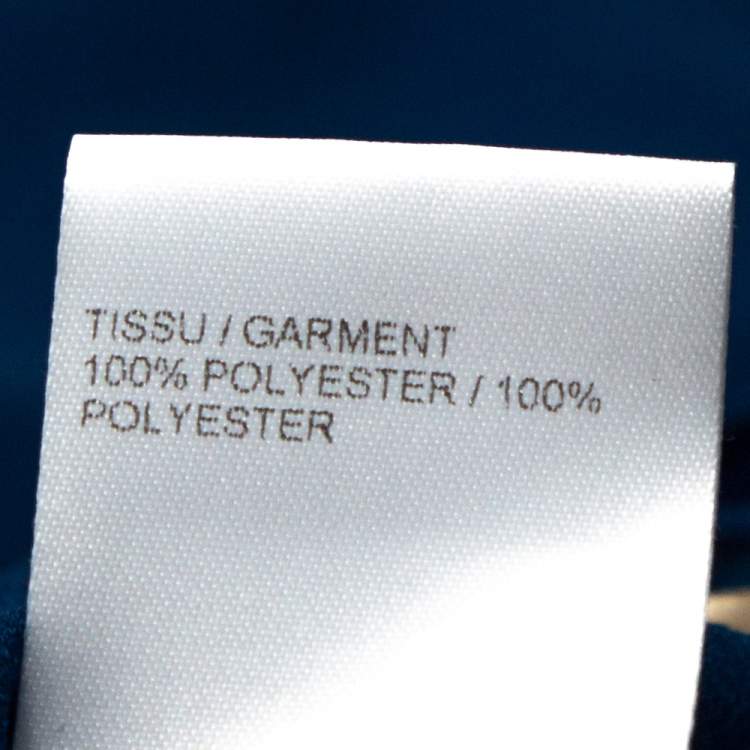 TISSU / GARMENT
100% POLYESTER / 100%
POLYESTER